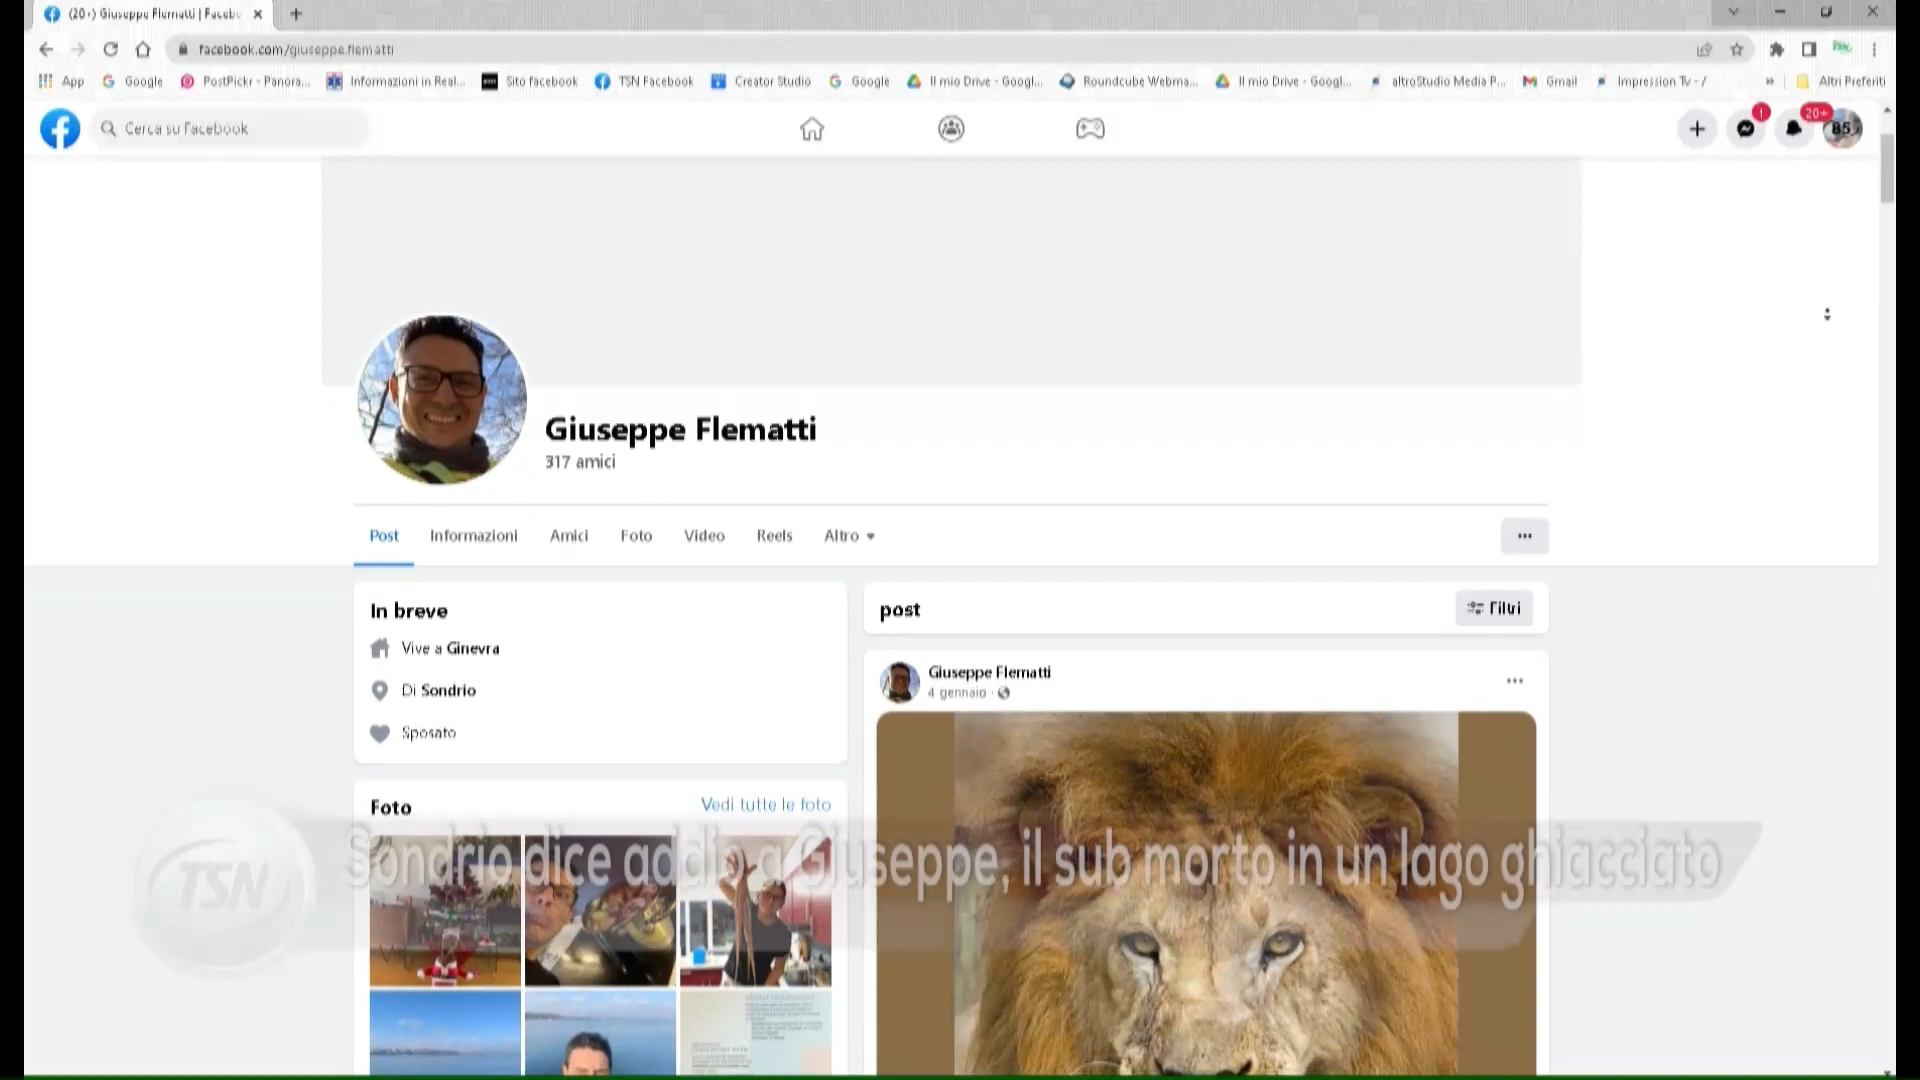 (20+) Giuseppe Flematti | Facebo
facebook.com/giuseppe.flematti
App Google PostPickr - Panora... Informazioni in Real... Sito facebook TSN Facebook Creator Studio Google Il mio Drive - Googl... Roundcube Webma... Il mio Drive - Googl... altroStudio Media P... Gmail Impression Tv - / » Altri Preferiti
Cerca su Facebook
1
20+
85
Giuseppe Flematti
317 amici
Post Informazioni Amici Foto Video Reels Altro
In breve
Vive a Ginevra
Di Sondrio
Sposato
post
Filtri
Giuseppe Flematti
4 gennaio
Foto
Vedi tutte le foto
TSN
Sondrio dice addio a Giuseppe, il sub morto in un lago ghiacciato